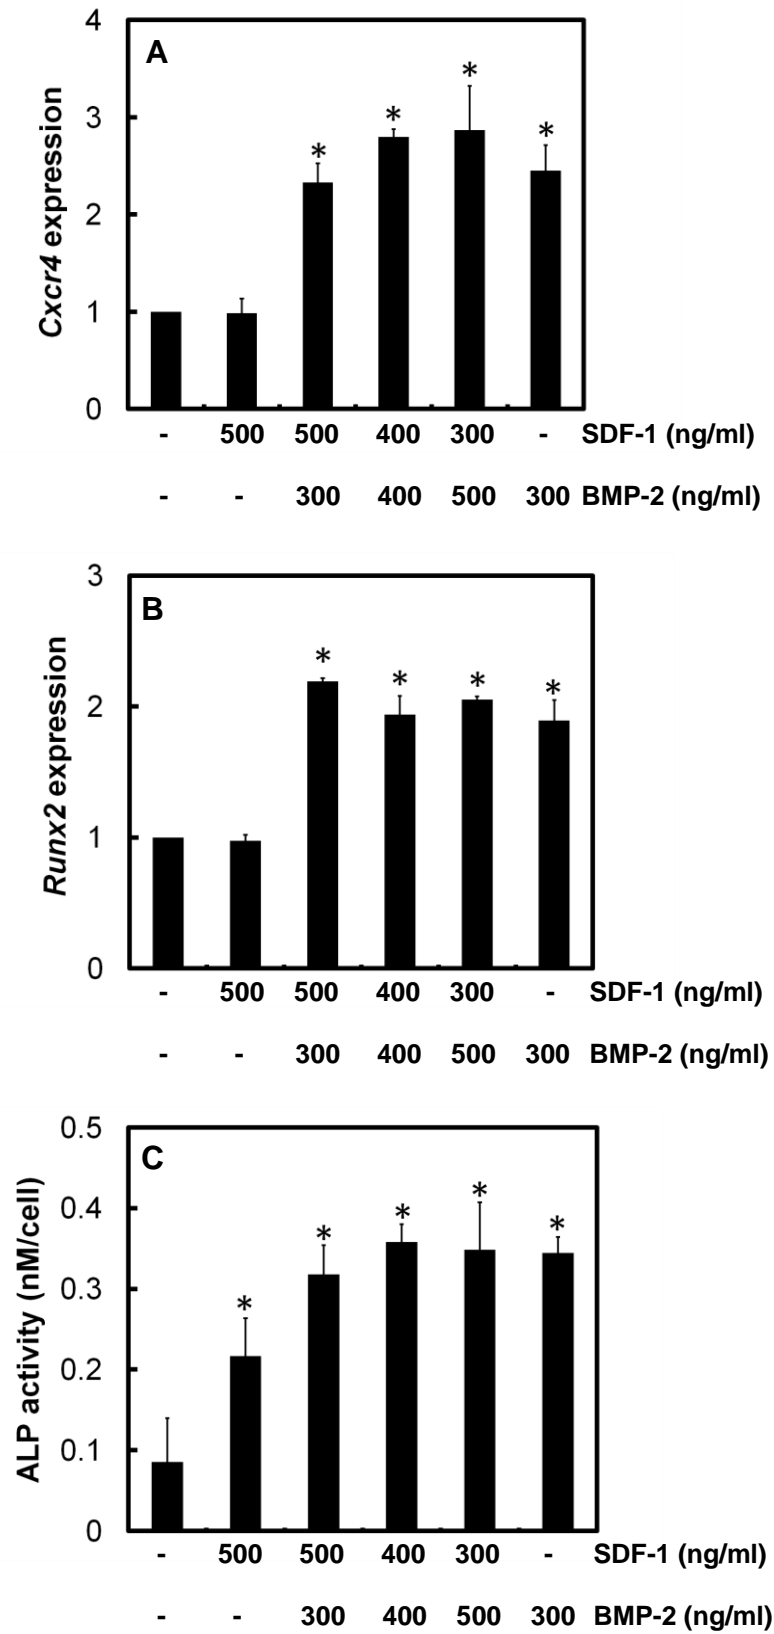 A
4
3
2
1
0
Cxcr4 expression
*
*
*
*
- 500 500 400 300 - SDF-1 (ng/ml)
- - 300 400 500 300 BMP-2 (ng/ml)
B
3
2
1
0
Runx2 expression
*
*
*
*
- 500 500 400 300 - SDF-1 (ng/ml)
- - 300 400 500 300 BMP-2 (ng/ml)
C
0.5
0.4
0.3
0.2
0.1
0
ALP activity (nM/cell)
*
*
*
*
*
- 500 500 400 300 - SDF-1 (ng/ml)
- - 300 400 500 300 BMP-2 (ng/ml)